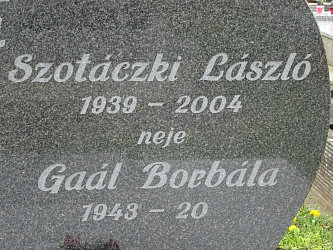 Szotáczki László
1939 - 2004
neje
Gaál Borbála
1943 - 20